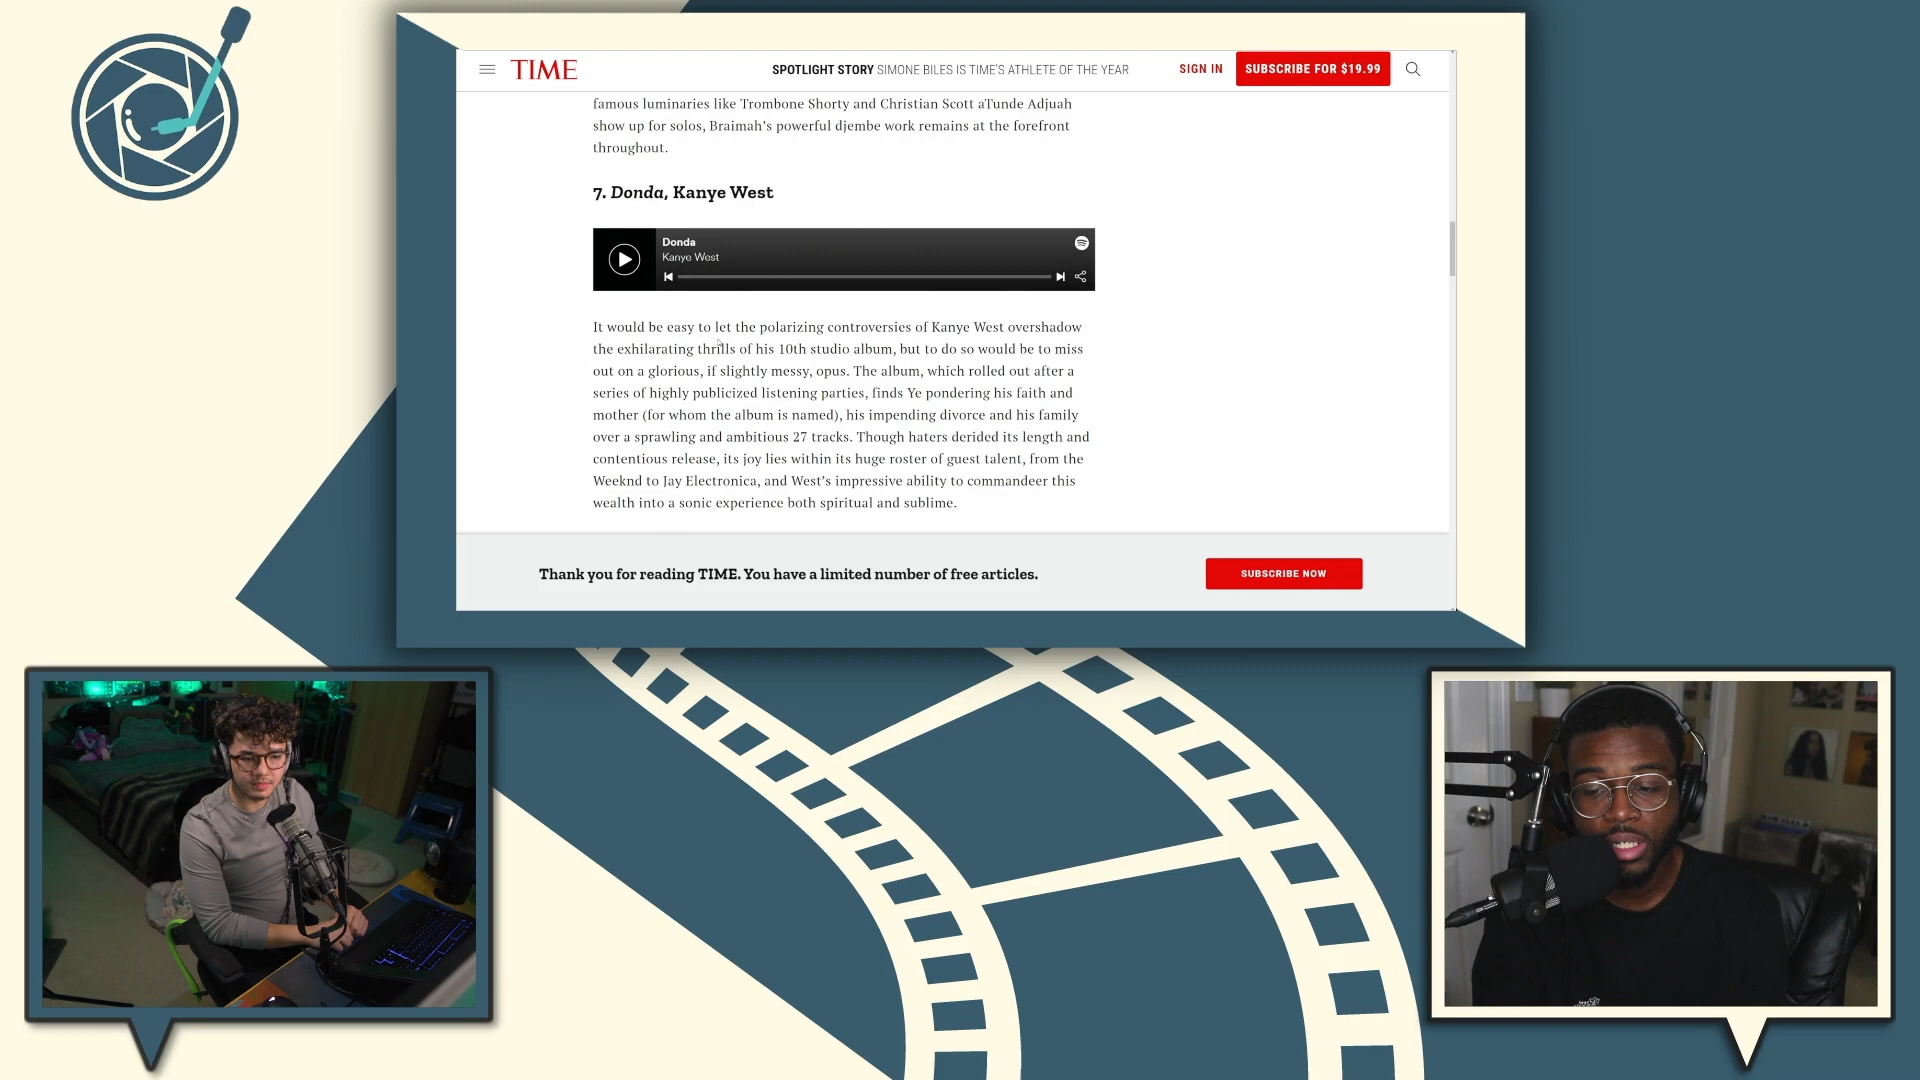 TIME
SPOTLIGHT STORY SIMONE BILES IS TIME'S ATHLETE OF THE YEAR
SIGN IN
SUBSCRIBE FOR $19.99
famous luminaries like Trombone Shorty and Christian Scott aTunde Adjuah
show up for solos, Braimah's powerful djembe work remains at the forefront
throughout.
7. Donda, Kanye West
Donda
Kanye West
It would be easy to let the polarizing controversies of Kanye West overshadow
the exhilarating thrills of his 10th studio album, but to do so would be to miss
out on a glorious, if slightly messy, opus. The album, which rolled out after a
series of highly publicized listening parties, finds Ye pondering his faith and
mother (for whom the album is named), his impending divorce and his family
over a sprawling and ambitious 27 tracks. Though haters derided its length and
contentious release, its joy lies within its huge roster of guest talent, from the
Weeknd to Jay Electronica, and West's impressive ability to commandeer this
wealth into a sonic experience both spiritual and sublime.
Thank you for reading TIME. You have a limited number of free articles.
SUBSCRIBE NOW